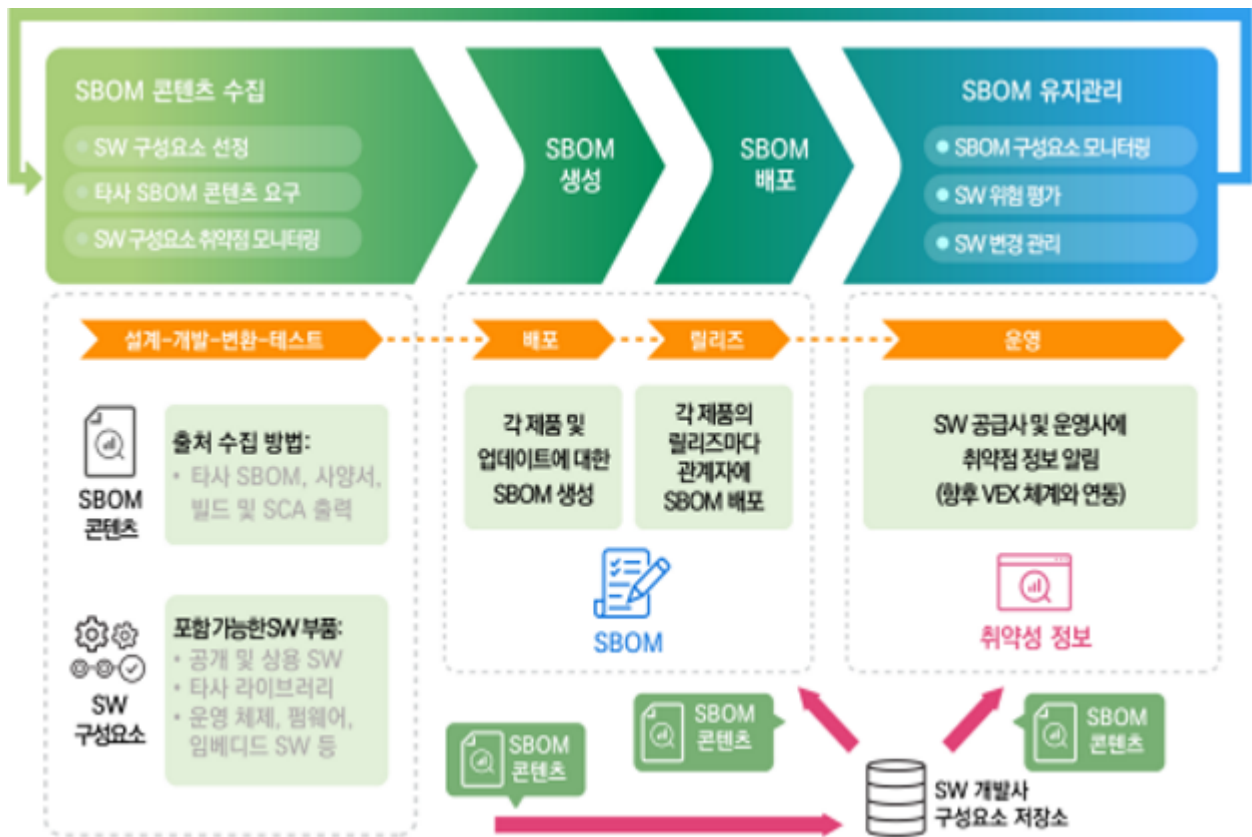 SBOM 콘텐츠 수집
SW 구성요소 선정
타사 SBOM 콘텐츠 요구
SW 구성요소 취약점 모니터링
SBOM
생성
SBOM
배포
SBOM 유지관리
SBOM 구성요소 모니터링
SW 위험 평가
SW 변경 관리
설계-개발-변환-테스트
배포
릴리즈
운영
SBOM
콘텐츠
출처 수집 방법:
• 타사 SBOM, 사양서,
빌드 및 SCA 출력
SW
구성요소
포함 가능한 SW 부품:
• 공개 및 상용 SW
• 타사 라이브러리
• 운영 체제, 펌웨어,
임베디드 SW 등
각 제품 및
업데이트에 대한
SBOM 생성
각 제품의
릴리즈마다
관계자에
SBOM 배포
SBOM
SW 공급사 및 운영사에
취약점 정보 알림
(향후 VEX 체계와 연동)
취약성 정보
SBOM
콘텐츠
SBOM
콘텐츠
SBOM
콘텐츠
SW 개발사
구성요소 저장소